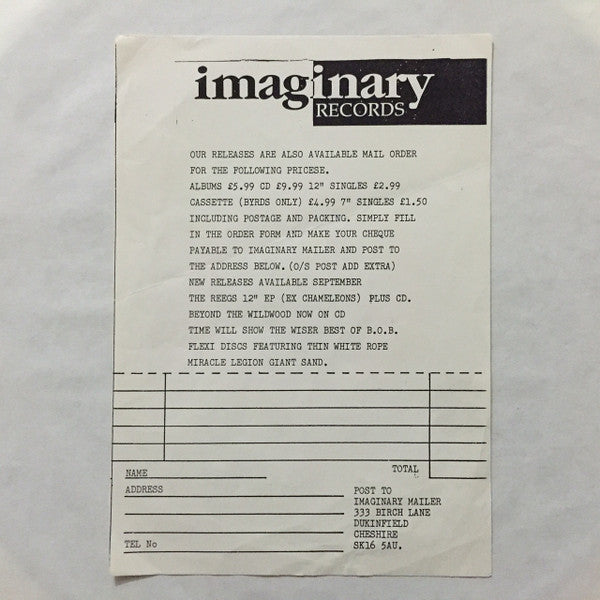 imaginary
RECORDS
OUR RELEASES ARE ALSO AVAILABLE MAIL ORDER
FOR THE FOLLOWING PRICESE.
ALBUMS £5.99 CD £9.99 12" SINGLES £2.99
CASSETTE (BYRDS ONLY) £4.99 7" SINGLES £1.50
INCLUDING POSTAGE AND PACKING. SIMPLY FILL
IN THE ORDER FORM AND MAKE YOUR CHEQUE
PAYABLE TO IMAGINARY MAILER AND POST TO
THE ADDRESS BELOW. (O/S POST ADD EXTRA)
NEW RELEASES AVAILABLE SEPTEMBER
THE REEGS 12" EP (EX CHAMELEONS) PLUS CD.
BEYOND THE WILDWOOD NOW ON CD
TIME WILL SHOW THE WISER BEST OF B.O.B.
FLEXI DISCS FEATURING THIN WHITE ROPE
MIRACLE LEGION GIANT SAND.
TOTAL
NAME
ADDRESS
TEL No
POST TO
IMAGINARY MAILER
333 BIRCH LANE
DUKINFIELD
CHESHIRE
SK16 5AU.